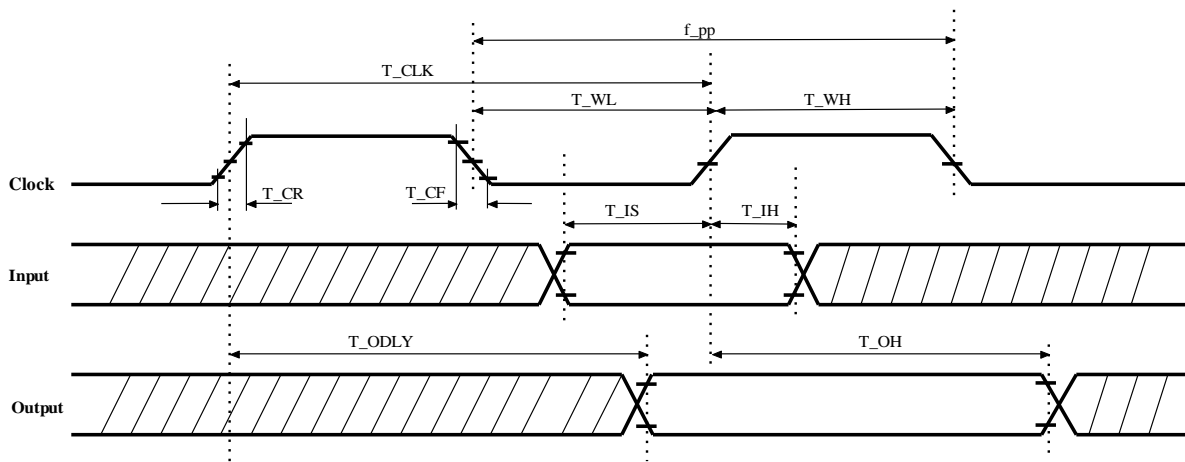 f_pp
T_CLK
T_WL
T_WH
Clock
T_CR
T_CF
T_IS
T_IH
Input
T_ODLY
T_OH
Output